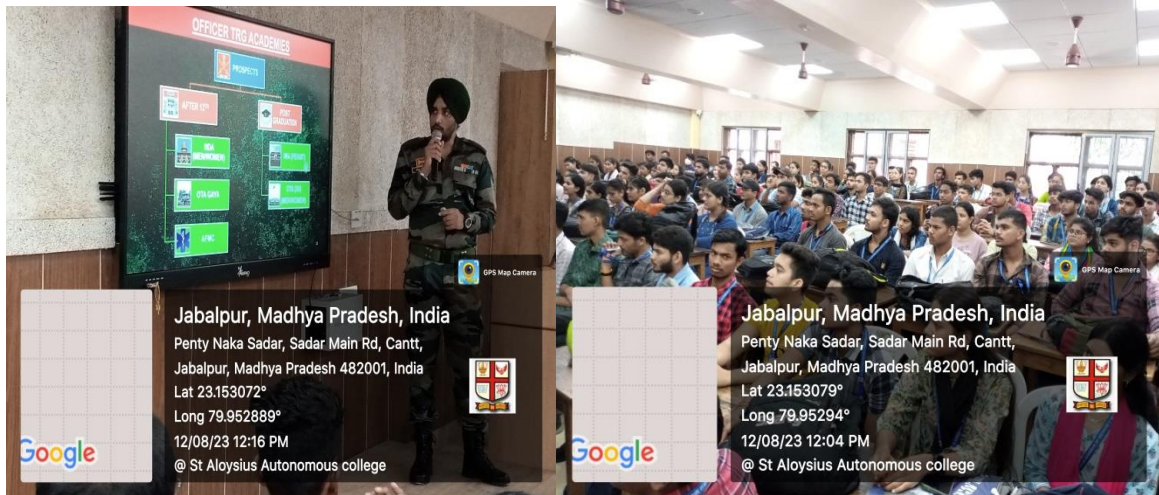 OFFICER TRG ACADEMIES
PROSPECTS
AFTER 12TH
POST
GRADUATION
NDA
(MEN/WOMEN)
OTA GAYA
AFMC
GPS Map Camera
Jabalpur, Madhya Pradesh, India
Penty Naka Sadar, Sadar Main Rd, Cantt,
Jabalpur, Madhya Pradesh 482001, India
Lat 23.153072°
Long 79.952889°
12/08/23 12:16 PM
@ St Aloysius Autonomous college
Google
GPS Map Camera
Jabalpur, Madhya Pradesh, India
Penty Naka Sadar, Sadar Main Rd, Cantt,
Jabalpur, Madhya Pradesh 482001, India
Lat 23.153079°
Long 79.95294°
12/08/23 12:04 PM
@ St Aloysius Autonomous college
Google